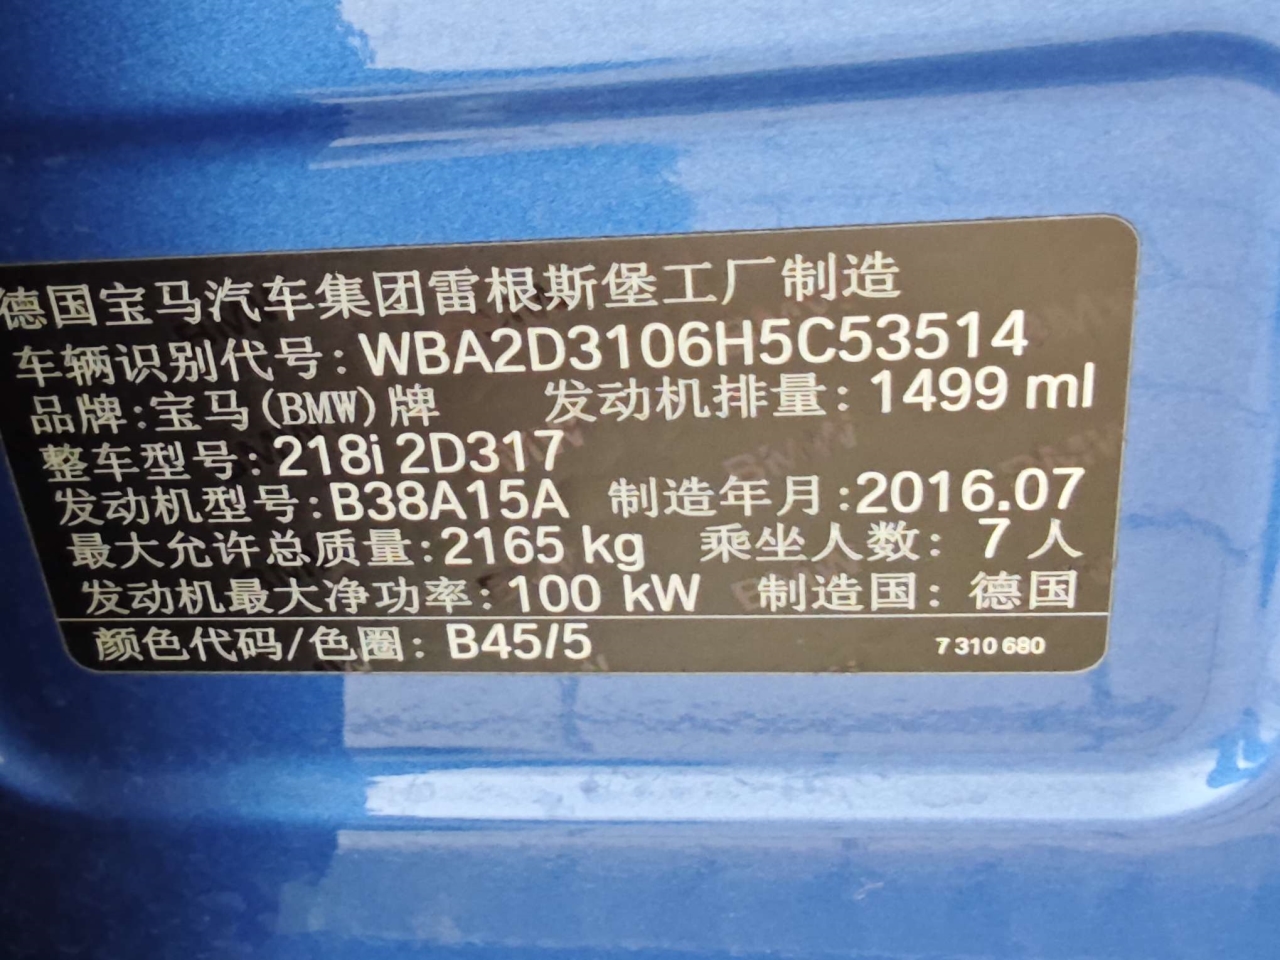 德国宝马汽车集团雷根斯堡工厂制造
车辆识别代号: WBA2D3106H5C53514
品牌:宝马(BMW)牌 发动机排量: 1499 ml
整车型号: 218i 2D317
发动机型号: B38A15A 制造年月:2016.07
最大允许总质量: 2165 kg 乘坐人数: 7人
发动机最大净功率: 100 kW 制造国: 德国
颜色代码/色圈: B45/5 7 310 680